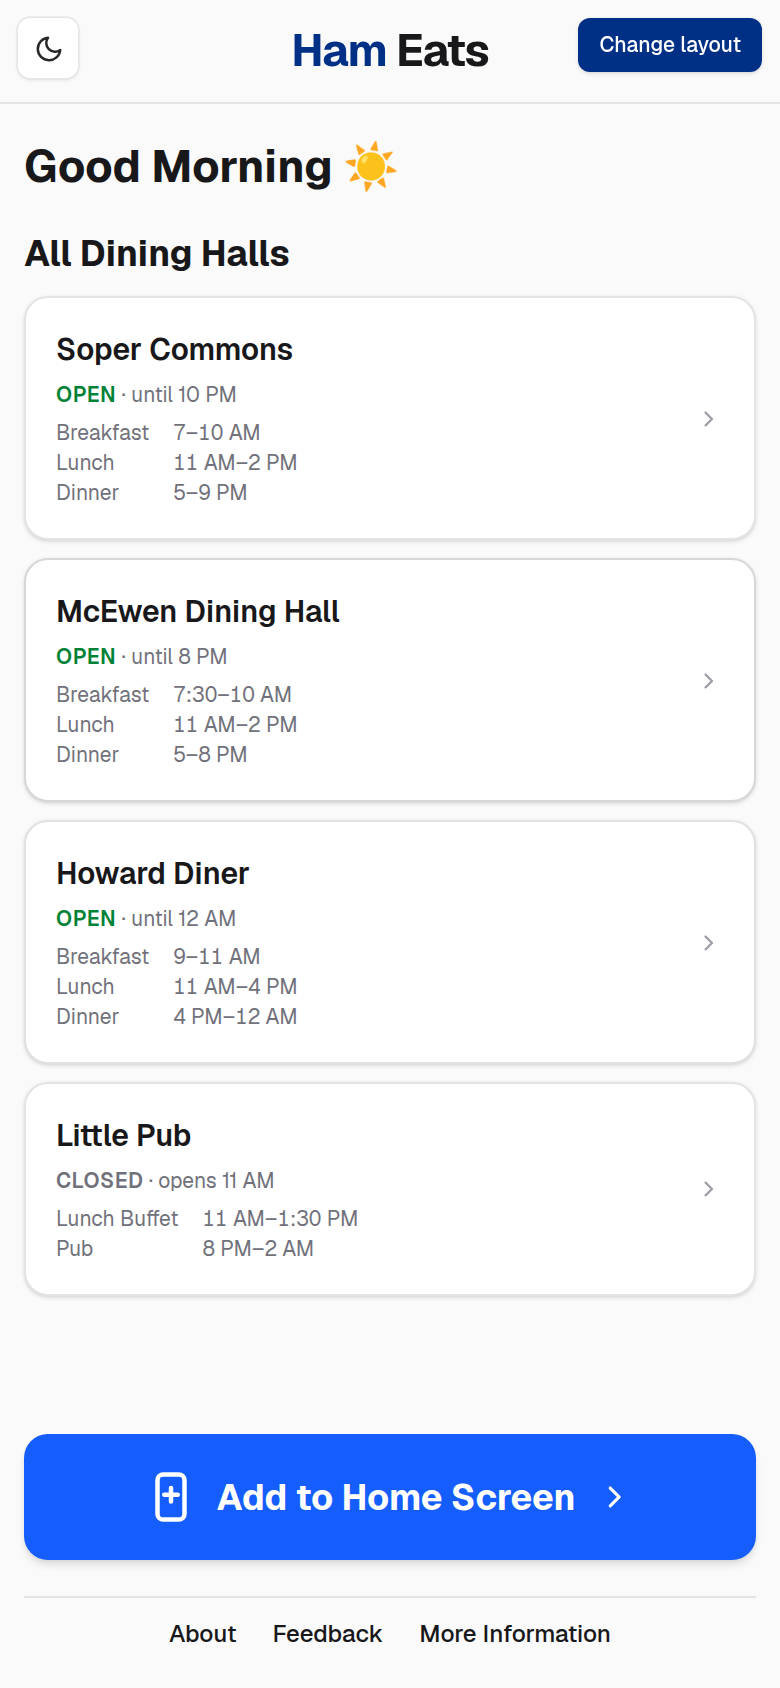 Ham Eats
Change layout
Good Morning ☀️
All Dining Halls
Soper Commons
OPEN · until 10 PM
Breakfast 7–10 AM
Lunch 11 AM–2 PM
Dinner 5–9 PM
McEwen Dining Hall
OPEN · until 8 PM
Breakfast 7:30–10 AM
Lunch 11 AM–2 PM
Dinner 5–8 PM
Howard Diner
OPEN · until 12 AM
Breakfast 9–11 AM
Lunch 11 AM–4 PM
Dinner 4 PM–12 AM
Little Pub
CLOSED · opens 11 AM
Lunch Buffet 11 AM–1:30 PM
Pub 8 PM–2 AM
Add to Home Screen
About Feedback More Information